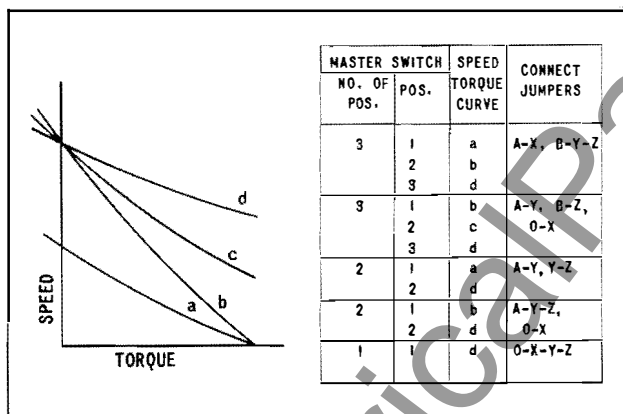 d
c
b
a
SPEED
TORQUE
MASTER SWITCH SPEED TORQUE CURVE CONNECT JUMPERS
NO. OF POS. POS.
3 1 a A-X, B-Y-Z
2 b
3 d
3 1 b A-Y, B-Z,
2 c O-X
3 d
2 1 a A-Y, Y-Z
2 d
2 1 b A-Y-Z,
2 d O-X
1 1 d O-X-Y-Z